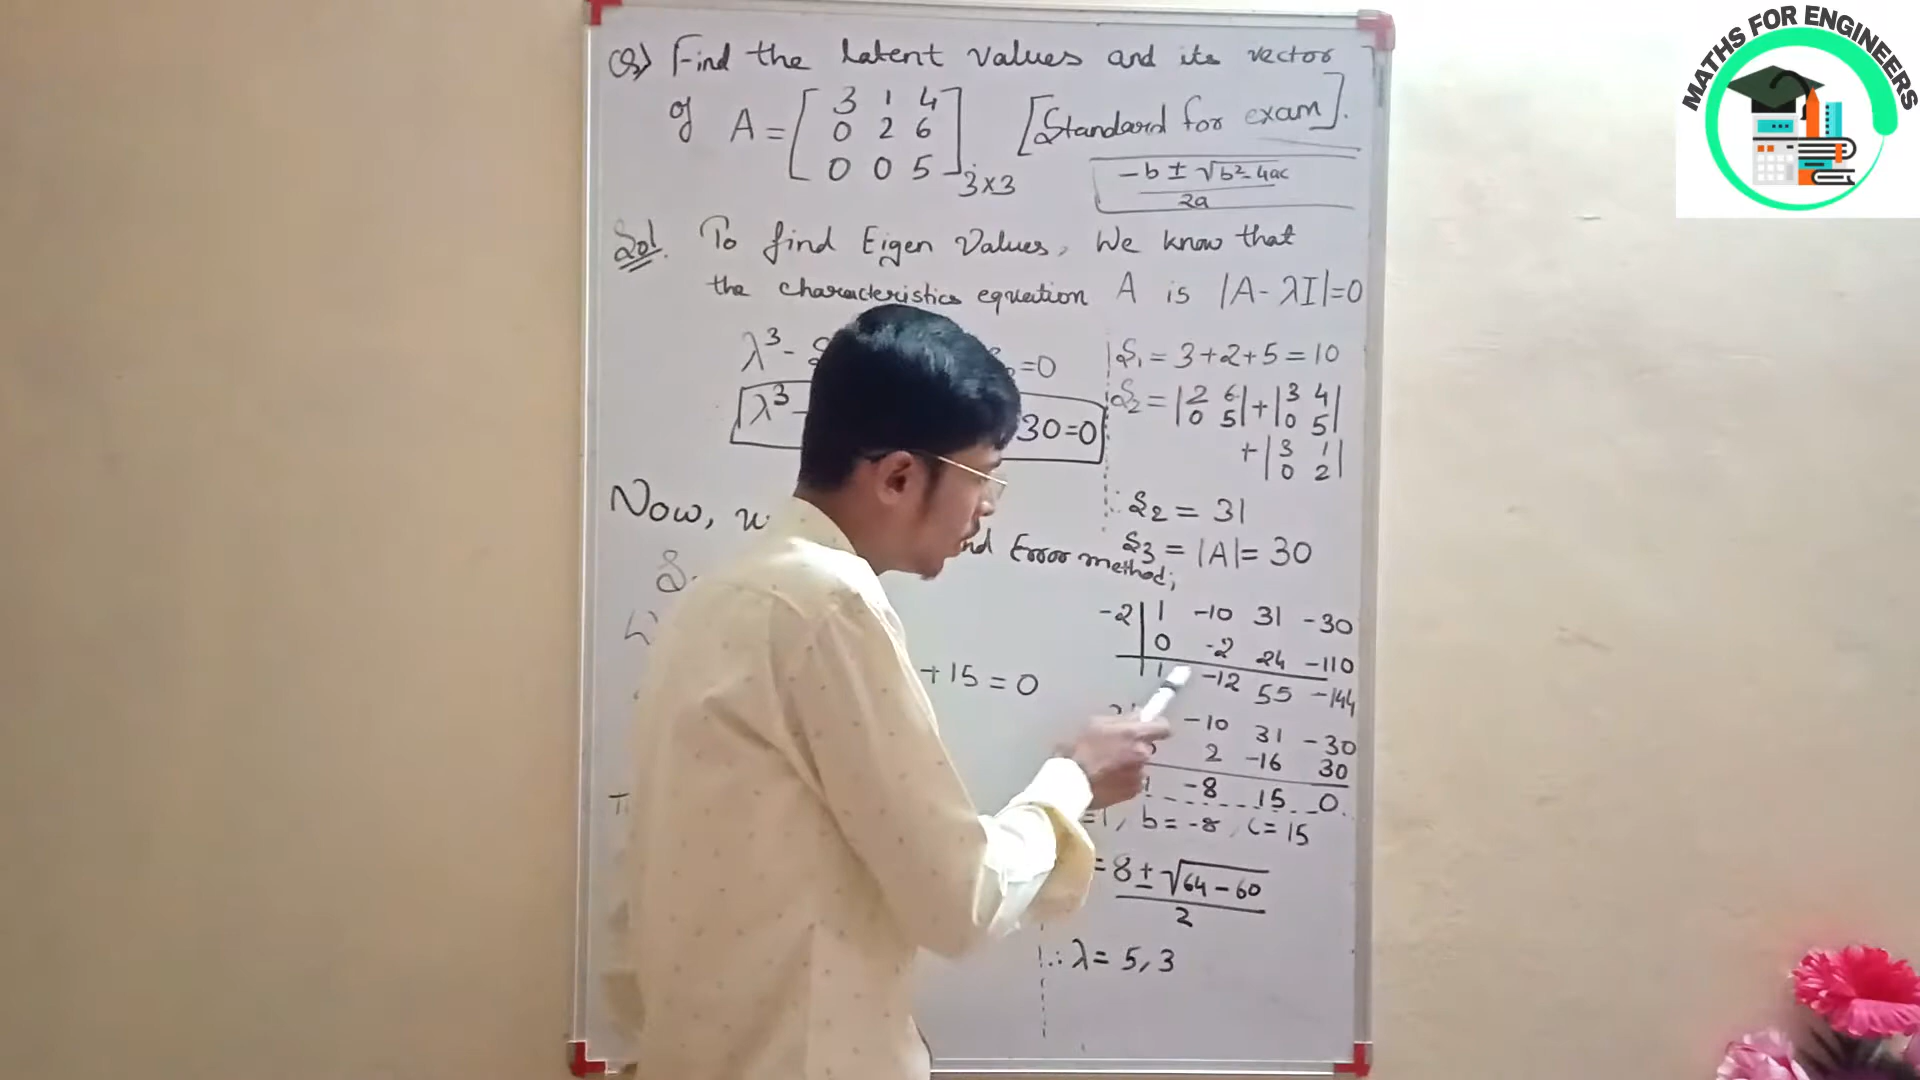 MATHS FOR ENGINEERS
Q) Find the Latent Values and its vector
of A = [ 3 1 4
0 2 6
0 0 5 ] 3×3
[Standard for exam].
-b ± √b²-4ac
2a
Sol. To find Eigen Values, We know that
the characteristics equation A is |A-λI|=0
λ³- =0
λ³- 30=0
S₁ = 3+2+5 = 10
S₂ = |2 6| + |3 4|
|0 5| |0 5|
+ |3 1|
|0 2|
∴ S₂ = 31
S₃ = |A| = 30
Now, Error method;
+15 = 0
-2 | 1 -10 31 -30
0 -2 24 -110
1 -12 55 -144
-10 31 -30
2 -16 30
1 -8 15 0
=1, b = -8, c = 15
= 8 ± √64-60
2
∴ λ = 5, 3